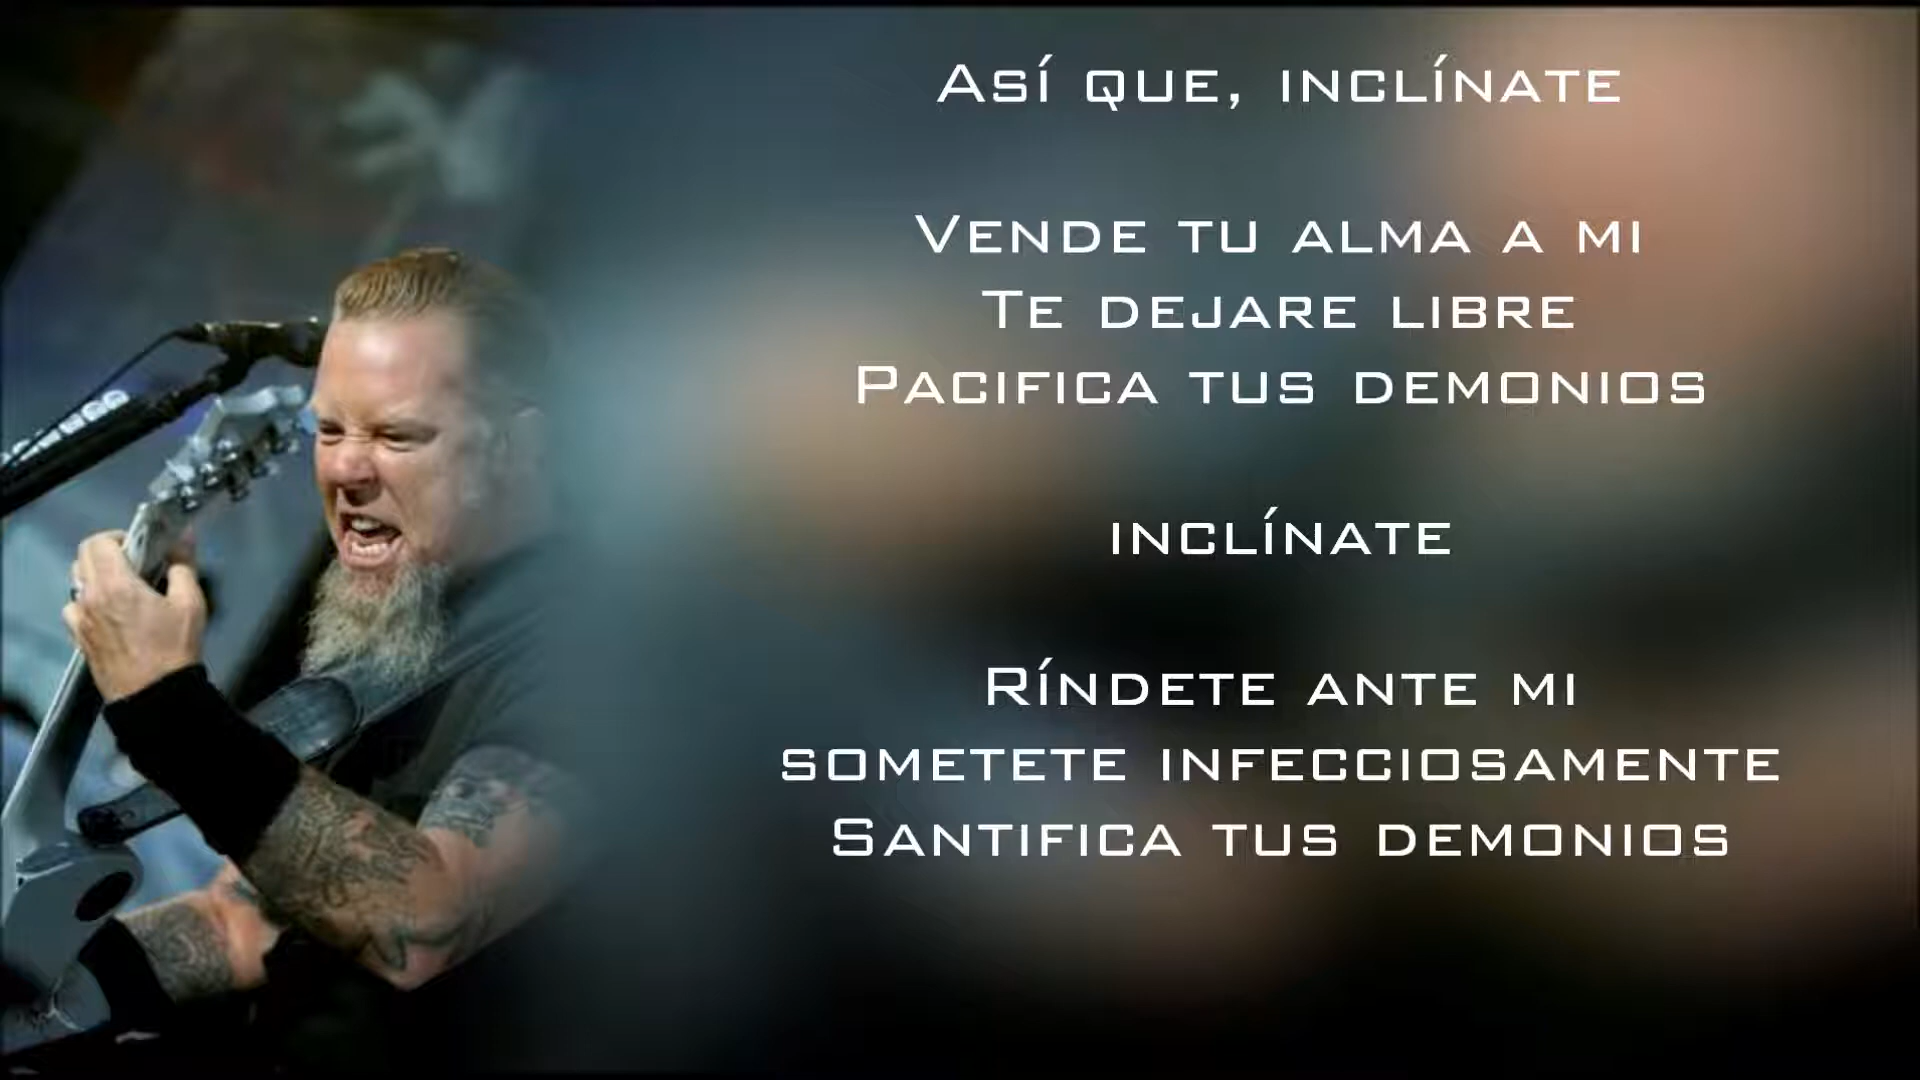 Así que, inclínate
Vende tu alma a mi
Te dejare libre
Pacifica tus demonios
inclínate
Ríndete ante mi
sometete infecciosamente
Santifica tus demonios